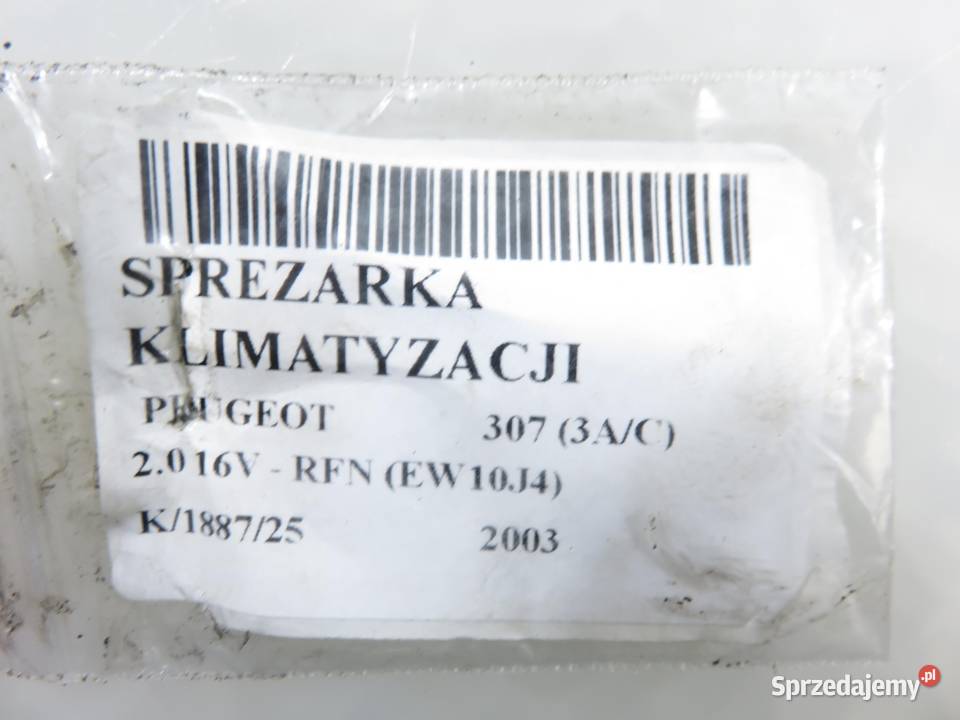 SPREZARKA
KLIMATYZACJI
PEUGEOT 307 (3A/C)
2.0 16V - RFN (EW10J4)
K/1887/25 2003
Sprzedajemy.pl